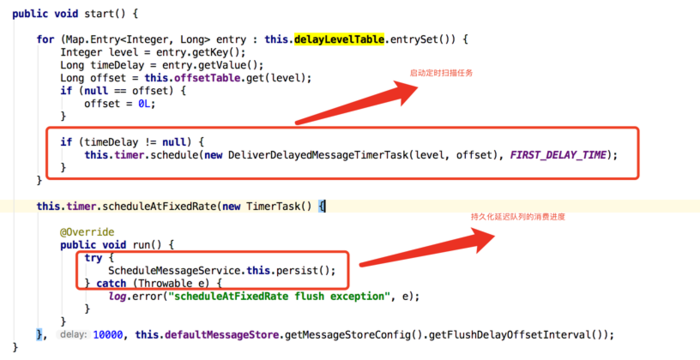 public void start() {
for (Map.Entry<Integer, Long> entry : this.delayLevelTable.entrySet()) {
Integer level = entry.getKey();
Long timeDelay = entry.getValue();
Long offset = this.offsetTable.get(level);
if (null == offset) {
offset = 0L;
}
启动定时扫描任务
if (timeDelay != null) {
this.timer.schedule(new DeliverDelayedMessageTimerTask(level, offset), FIRST_DELAY_TIME);
}
}
this.timer.scheduleAtFixedRate(new TimerTask() {
持久化延迟队列的消费进度
@Override
public void run() {
try {
ScheduleMessageService.this.persist();
} catch (Throwable e) {
log.error("scheduleAtFixedRate flush exception", e);
}
}
}, delay: 10000, this.defaultMessageStore.getMessageStoreConfig().getFlushDelayOffsetInterval());
}